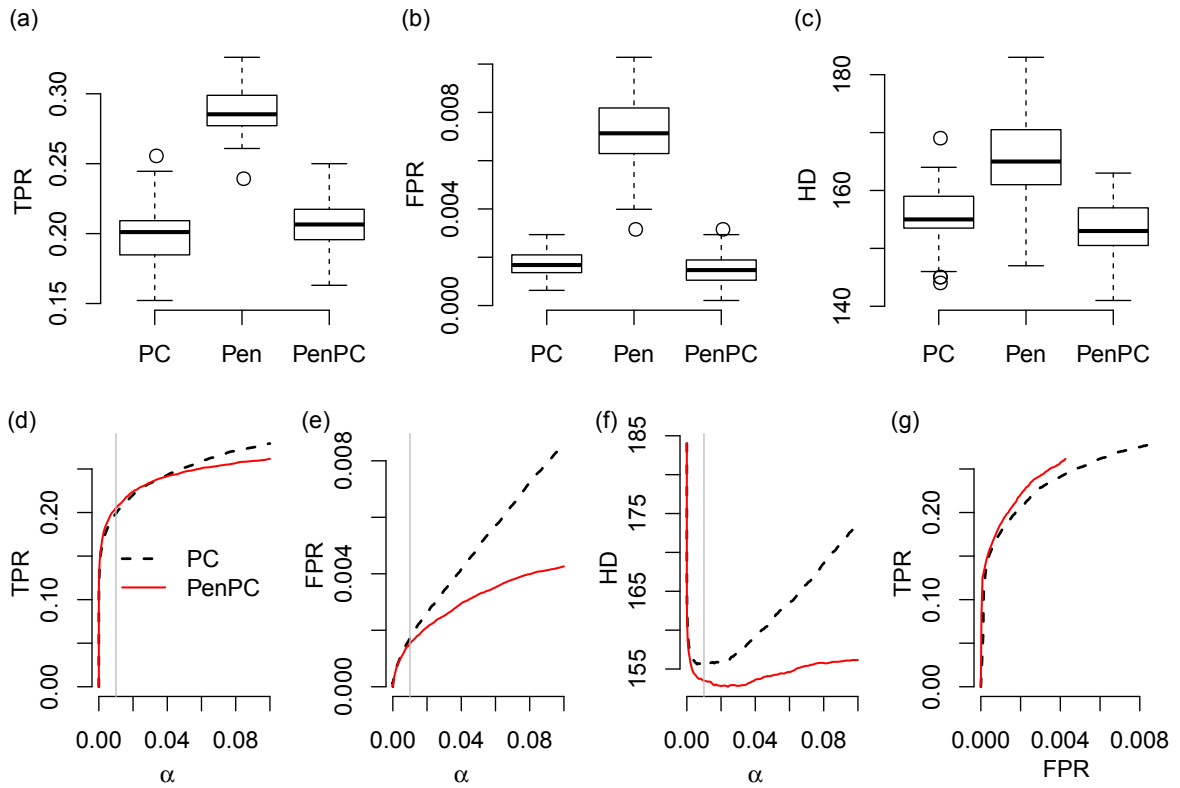 (a)
TPR
0.15 0.20 0.25 0.30
PC Pen PenPC
(b)
FPR
0.000 0.004 0.008
PC Pen PenPC
(c)
HD
140 160 180
PC Pen PenPC
(d)
TPR
0.00 0.10 0.20
PC
PenPC
0.00 0.04 0.08
α
(e)
FPR
0.000 0.004 0.008
0.00 0.04 0.08
α
(f)
HD
155 165 175 185
0.00 0.04 0.08
α
(g)
TPR
0.00 0.10 0.20
0.000 0.004 0.008
FPR